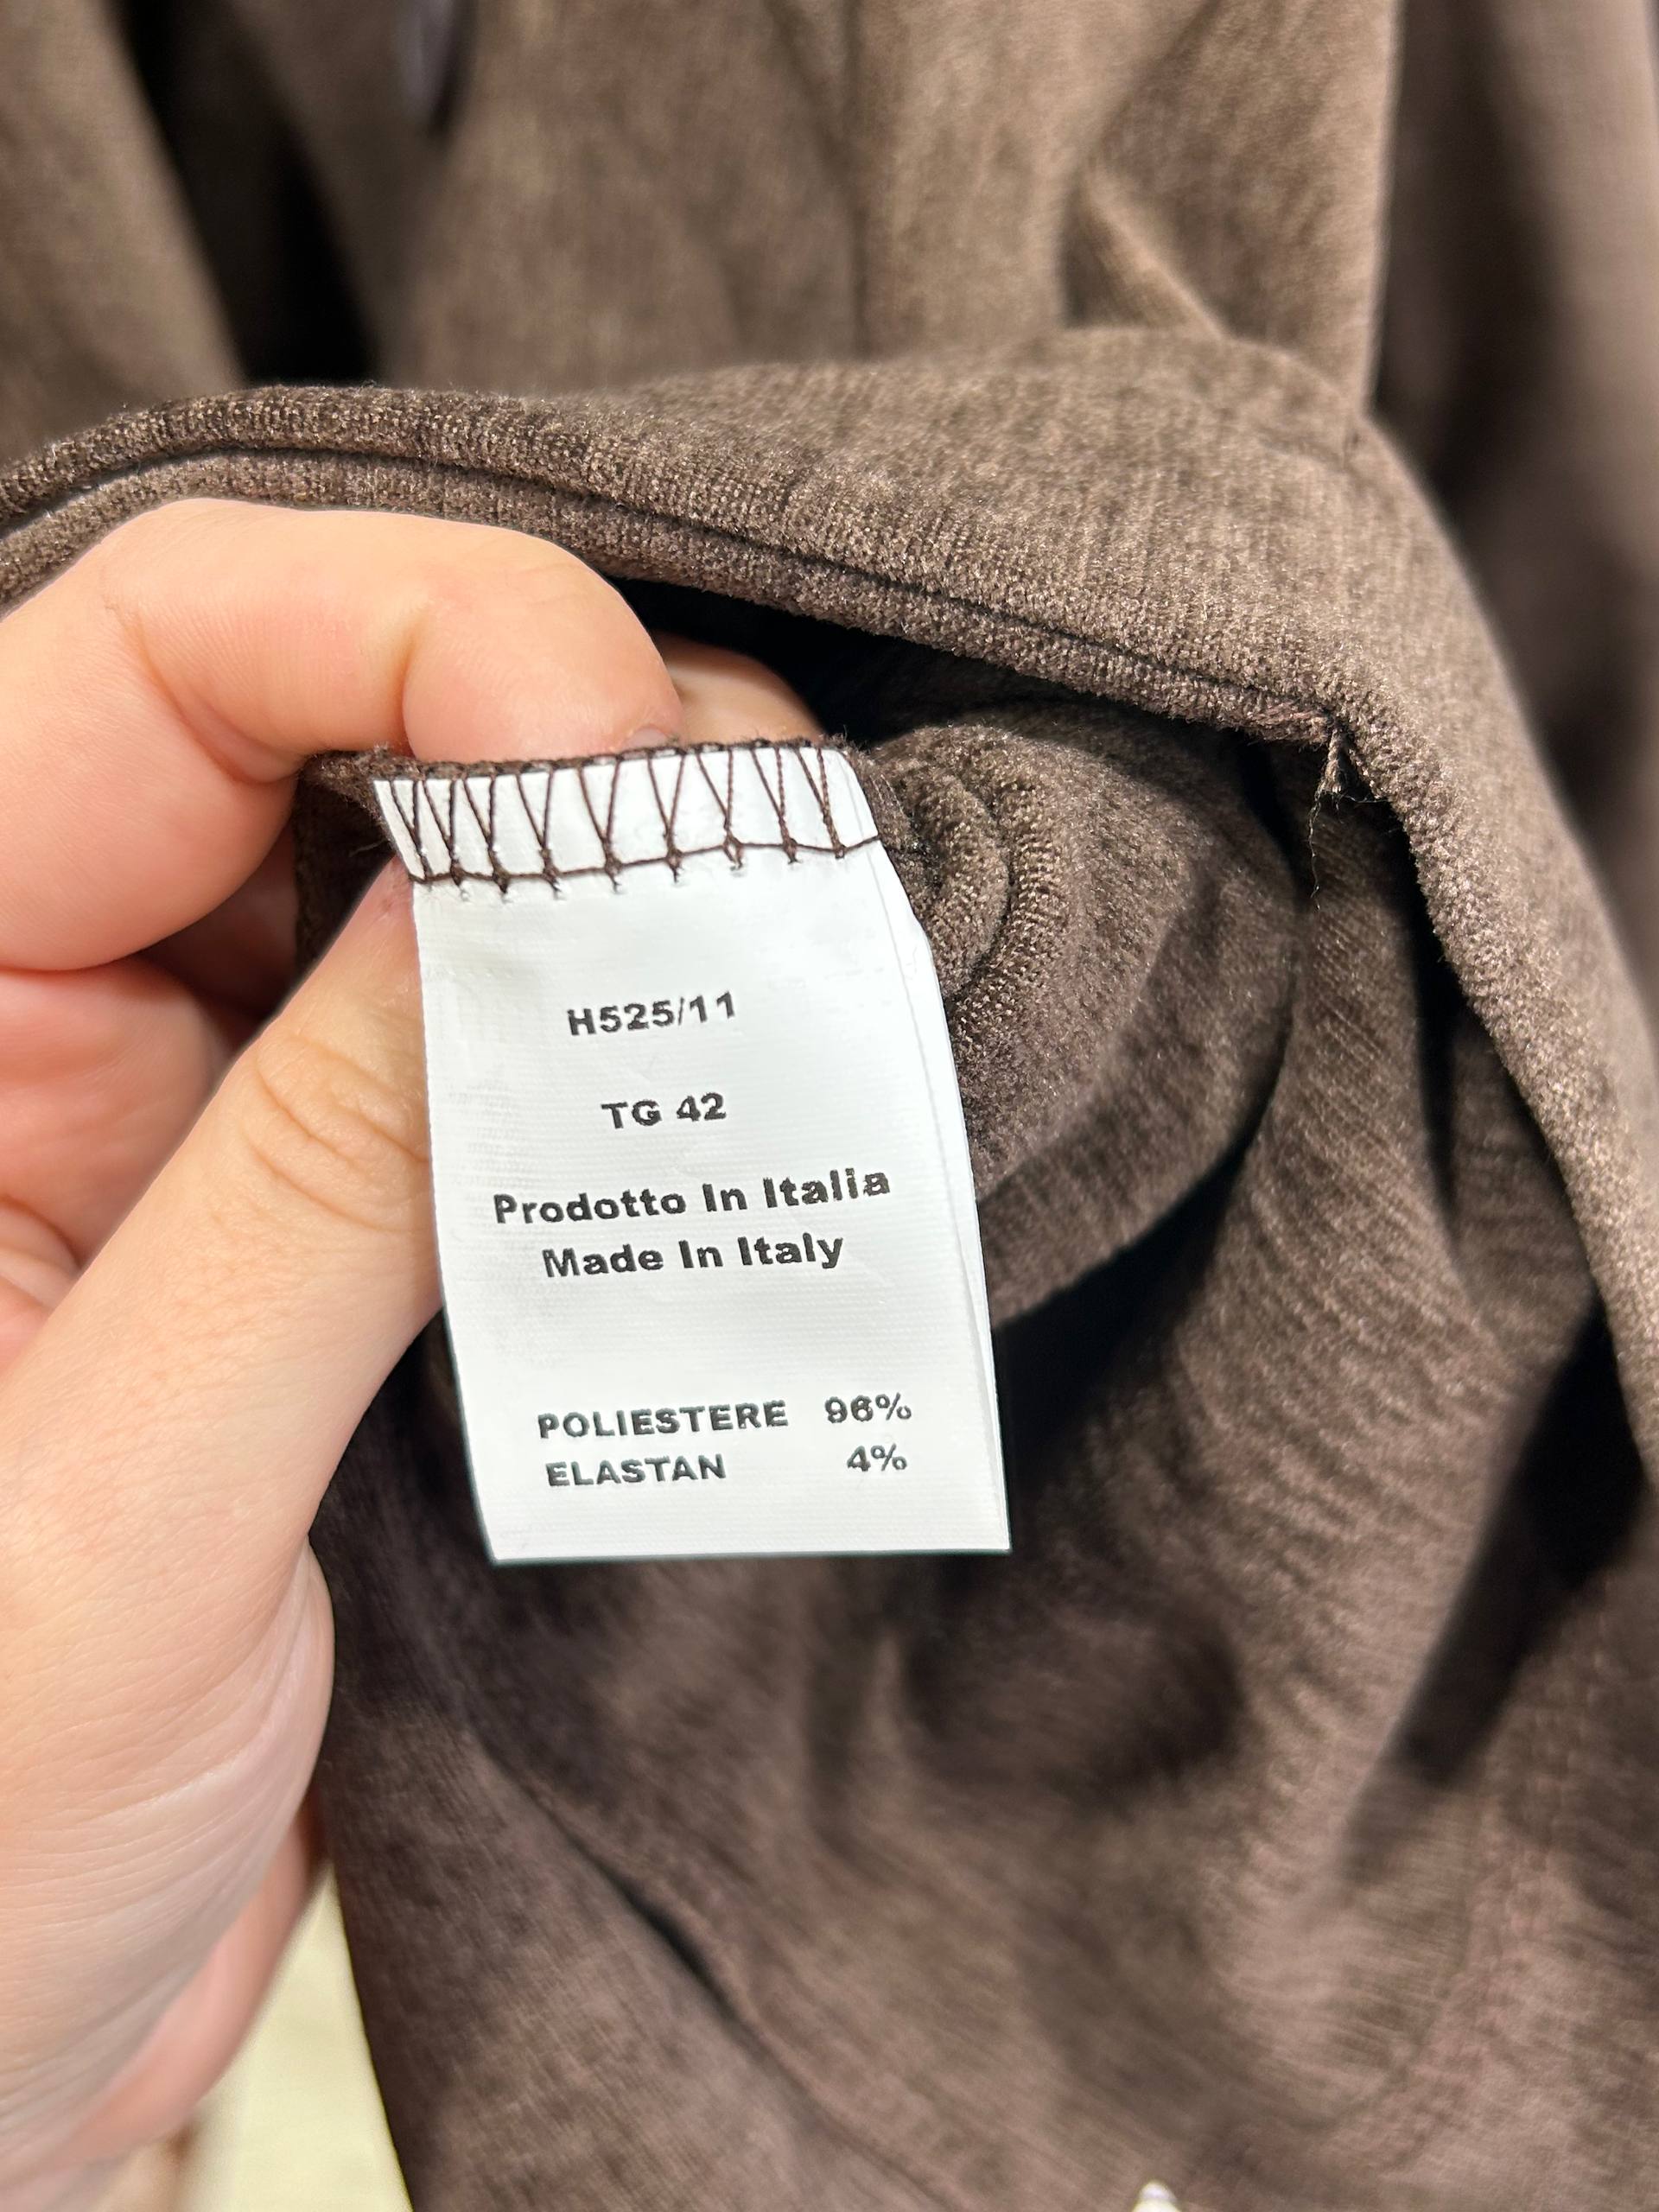 H525/11
TG 42
Prodotto In Italia
Made In Italy
POLIESTERE 96%
ELASTAN 4%